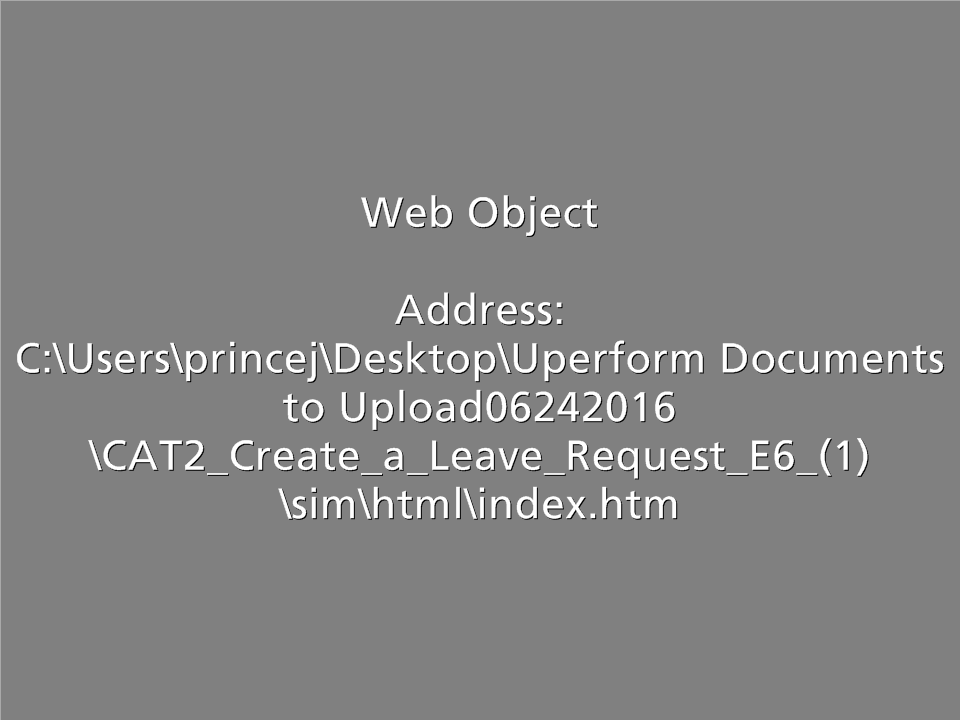 Web Object
Address:
C:\Users\princej\Desktop\Uperform Documents
to Upload06242016
\CAT2_Create_a_Leave_Request_E6_(1)
\sim\html\index.htm